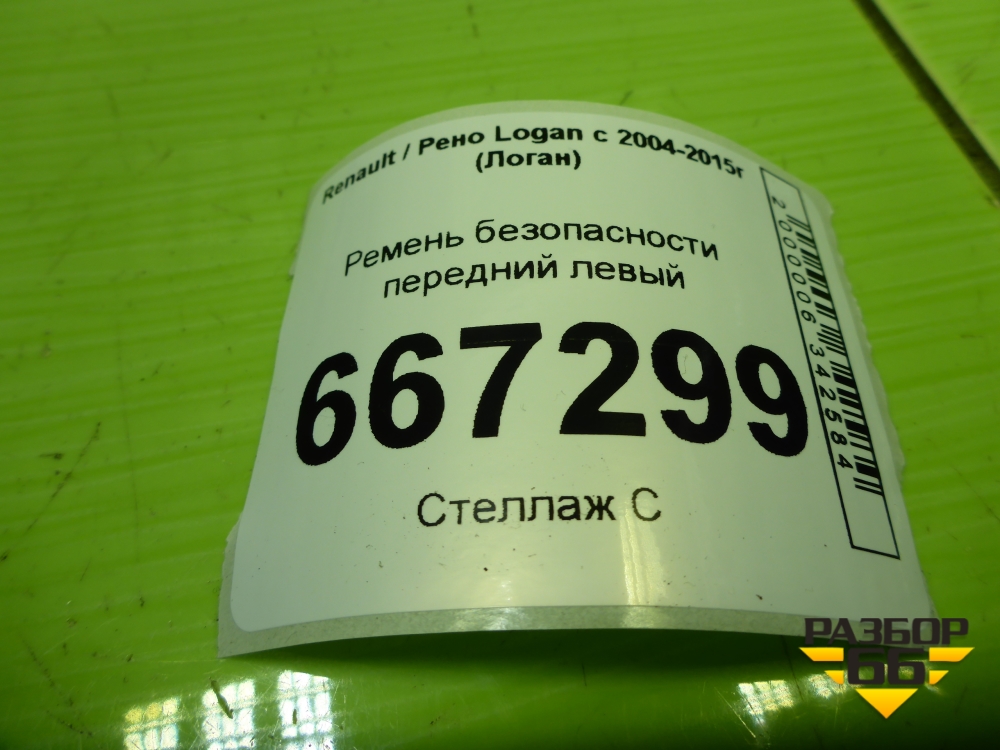 Renault / Рено Logan с 2004-2015г
(Логан)
Ремень безопасности
передний левый
667299
Стеллаж С
2000006342584
РАЗБОР
66